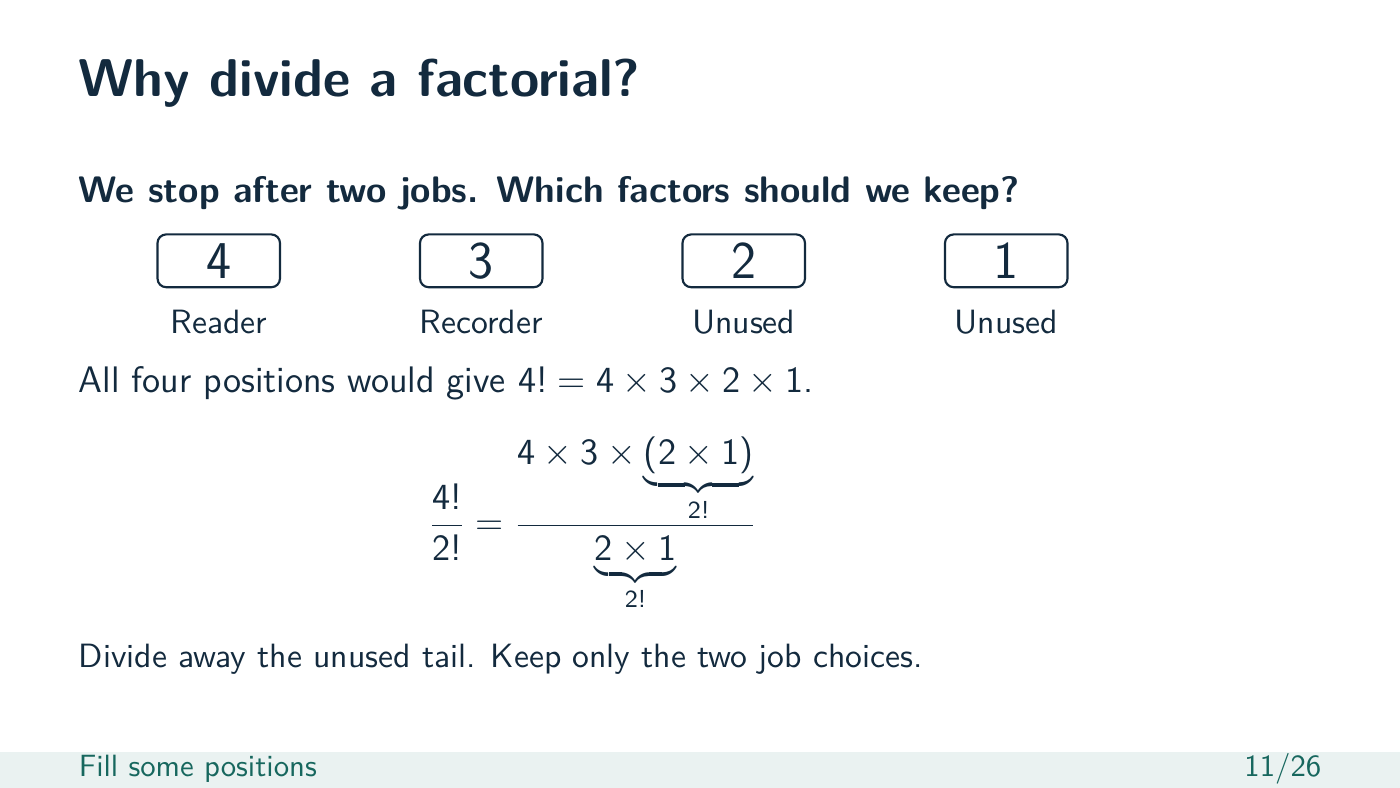 Why divide a factorial?
We stop after two jobs. Which factors should we keep?
4 3 2 1
Reader Recorder Unused Unused
All four positions would give 4! = 4 × 3 × 2 × 1.
4 × 3 × (2 × 1)
2!
4!
=
2!
2 × 1
2!
Divide away the unused tail. Keep only the two job choices.
Fill some positions 11/26